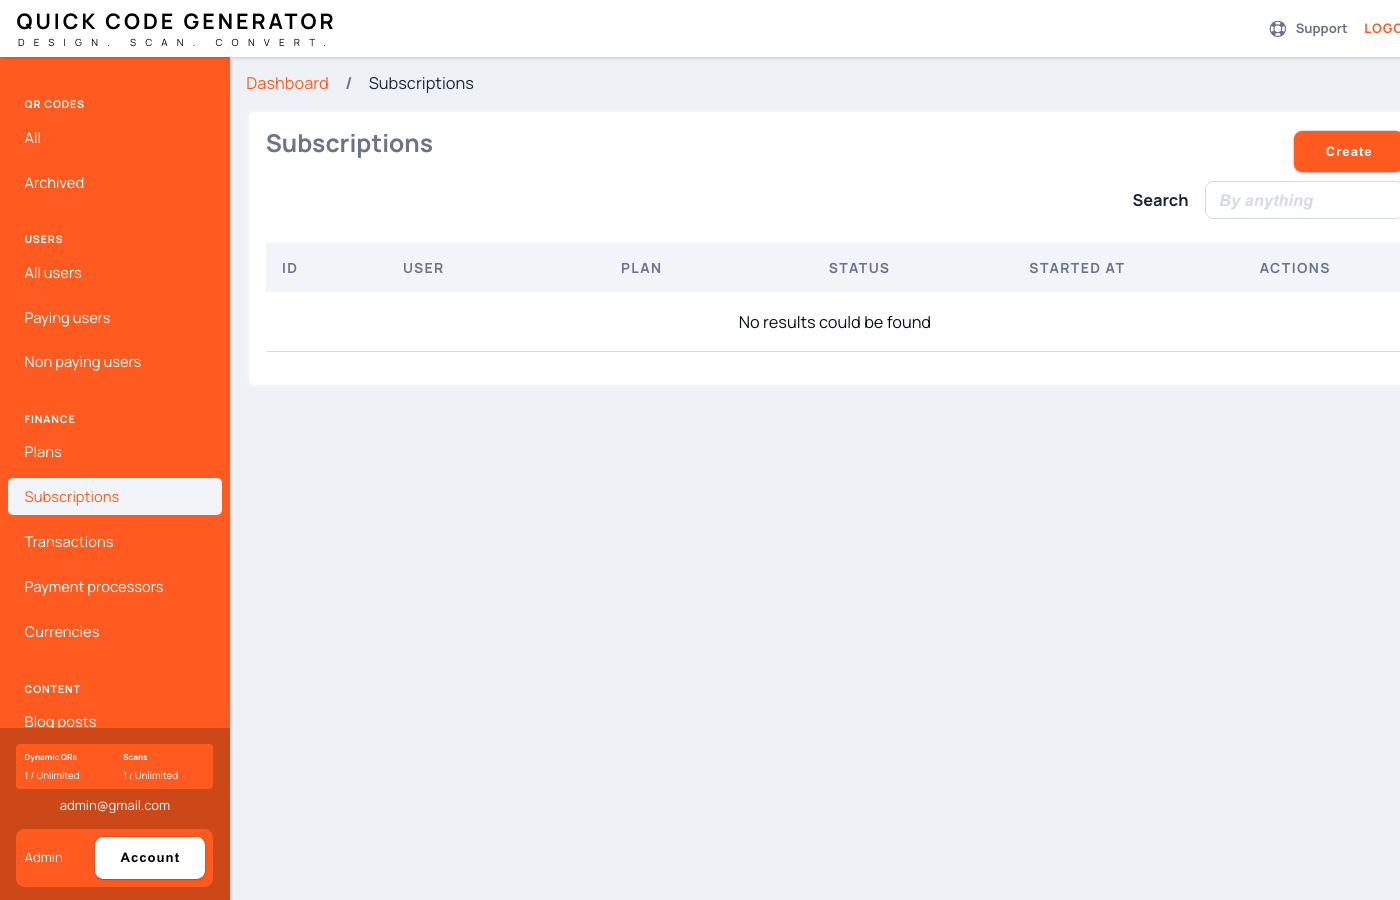 QUICK CODE GENERATOR
DESIGN. SCAN. CONVERT.
Support
Dashboard / Subscriptions
QR CODES
All
Archived
USERS
All users
Paying users
Non paying users
FINANCE
Plans
Subscriptions
Transactions
Payment processors
Currencies
CONTENT
Blog posts
Dynamic QRs Scans
1 / Unlimited 1 / Unlimited
admin@gmail.com
Admin Account
Subscriptions
Create
Search By anything
ID USER PLAN STATUS STARTED AT ACTIONS
No results could be found